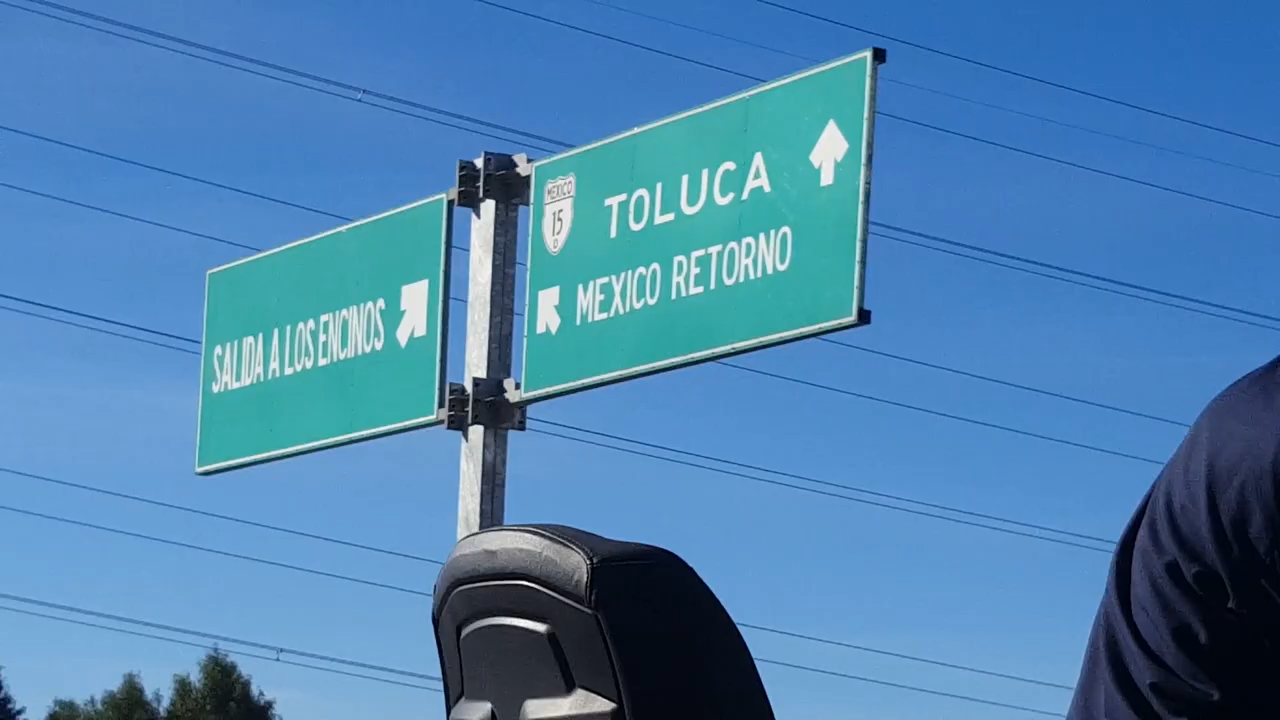 SALIDA A LOS ENCINOS
MEXICO
15
D
TOLUCA
MEXICO RETORNO